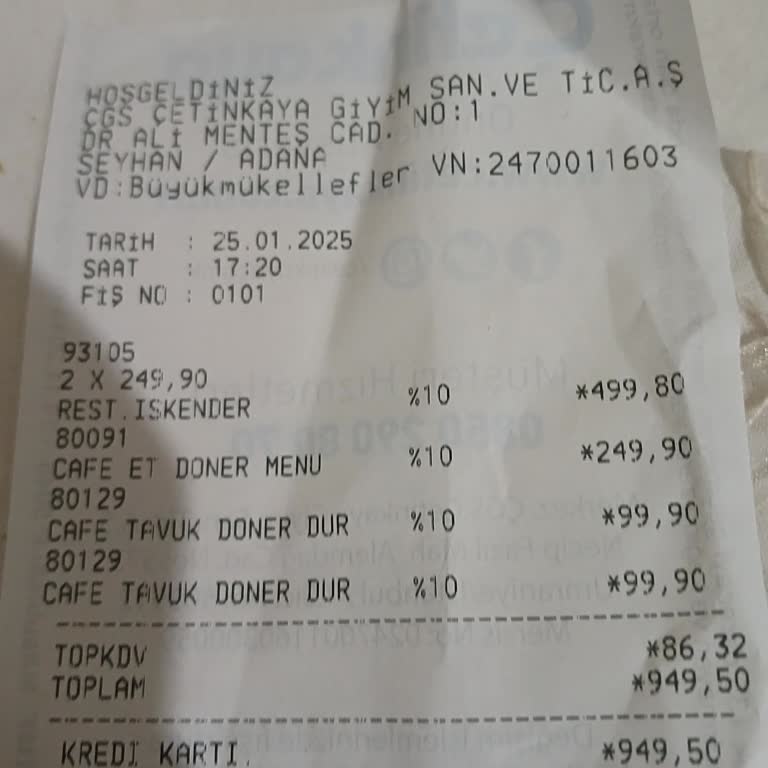 HOŞGELDİNİZ
ÇGS ÇETİNKAYA GİYİM SAN.VE TİC.A.Ş
DR ALİ MENTEŞ CAD. NO:1
SEYHAN / ADANA
VD:Büyükmükellefler VN:2470011603
TARİH : 25.01.2025
SAAT : 17:20
FİŞ NO : 0101
93105
2 X 249,90
REST.ISKENDER %10 *499,80
80091
CAFE ET DONER MENU %10 *249,90
80129
CAFE TAVUK DONER DUR %10 *99,90
80129
CAFE TAVUK DONER DUR %10 *99,90
TOPKDV *86,32
TOPLAM *949,50
KREDİ KARTI *949,50